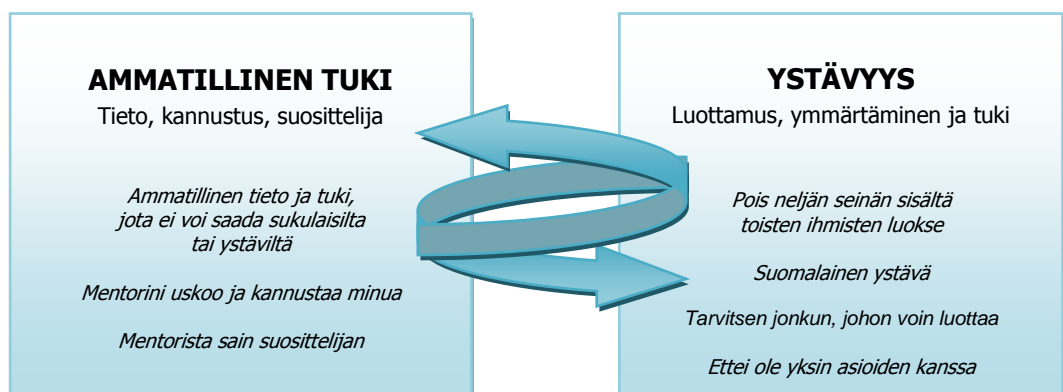 AMMATILLINEN TUKI
Tieto, kannustus, suosittelija
Ammatillinen tieto ja tuki,
jota ei voi saada sukulaisilta
tai ystäviltä
Mentorini uskoo ja kannustaa minua
Mentorista sain suosittelijan
YSTÄVYYS
Luottamus, ymmärtäminen ja tuki
Pois neljän seinän sisältä
toisten ihmisten luokse
Suomalainen ystävä
Tarvitsen jonkun, johon voin luottaa
Ettei ole yksin asioiden kanssa